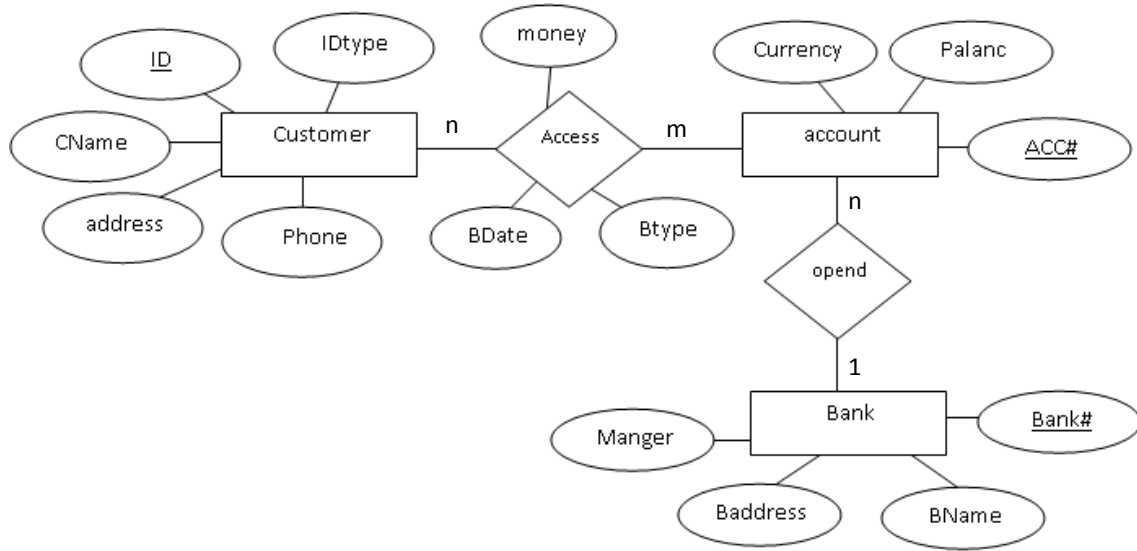 IDtype
money
ID
Currency
Palanc
Customer
n
Access
m
account
CName
ACC#
address
Phone
BDate
Btype
n
opend
1
Bank
Bank#
Manger
Baddress
BName